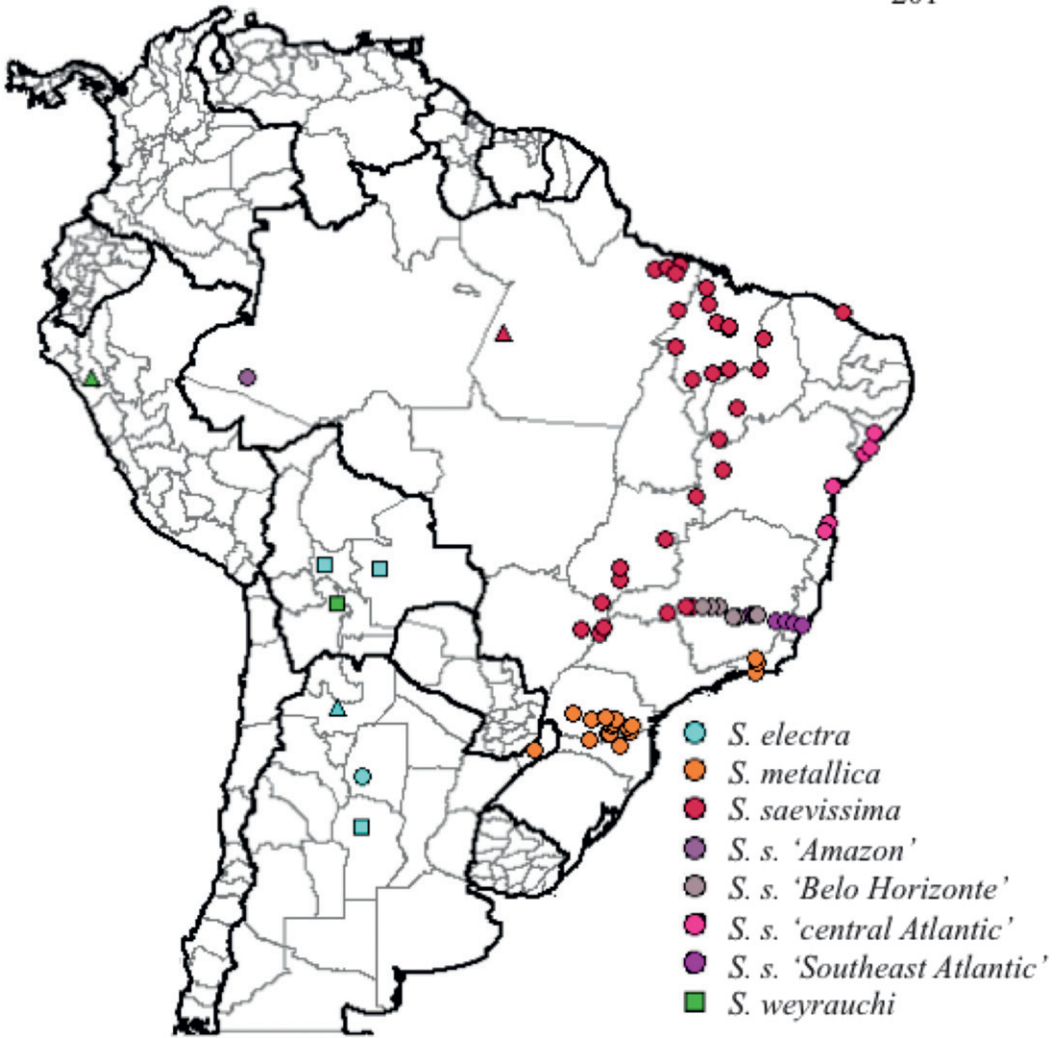 S. electra
S. metallica
S. saevissima
S. s. ‘Amazon’
S. s. ‘Belo Horizonte’
S. s. ‘central Atlantic’
S. s. ‘Southeast Atlantic’
S. weyrauchi